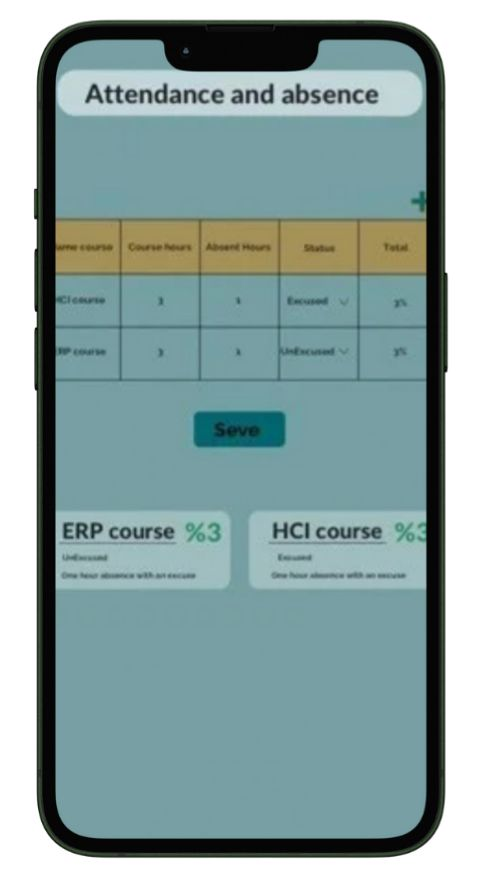 Attendance and absence
ame course Course hours Absent Hours Status Total
HCI course 3 1 Excused 3%
ERP course 3 1 UnExcused 3%
Seve
ERP course %3
UnExcused
One hour absence with an excuse
HCI course %3
Excused
One hour absence with an excuse